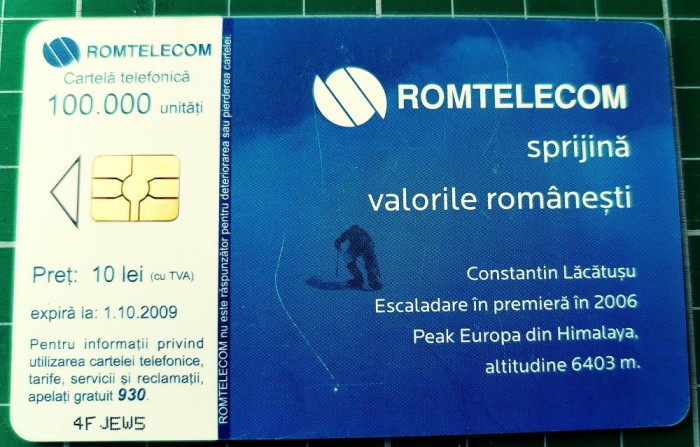 ROMTELECOM
Cartelă telefonică
100.000 unități
Preț: 10 lei (cu TVA)
expiră la: 1.10.2009
Pentru informații privind
utilizarea cartelei telefonice,
tarife, servicii și reclamații,
apelați gratuit 930.
4F JEW5
ROMTELECOM nu este răspunzător pentru deteriorarea sau pierderea cartelei.
ROMTELECOM
sprijină
valorile românești
Constantin Lăcătușu
Escaladare în premieră în 2006
Peak Europa din Himalaya,
altitudine 6403 m.